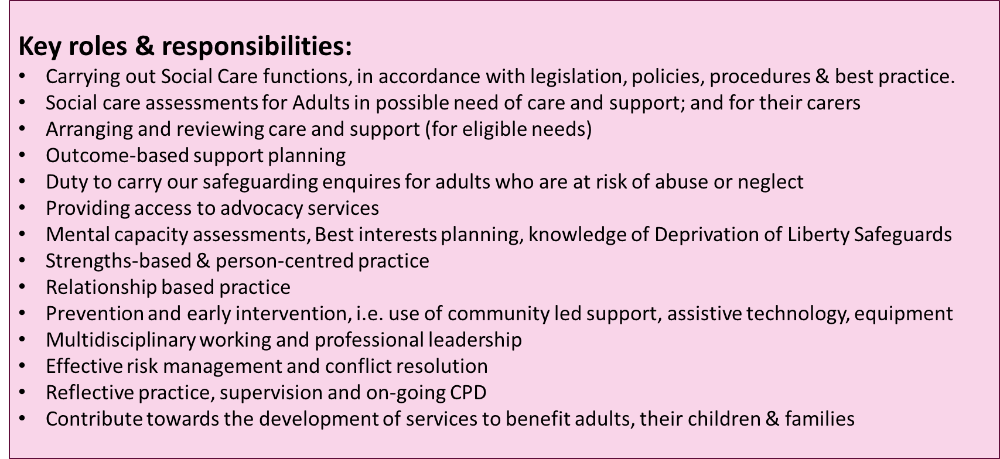 Key roles & responsibilities:
• Carrying out Social Care functions, in accordance with legislation, policies, procedures & best practice.
• Social care assessments for Adults in possible need of care and support; and for their carers
• Arranging and reviewing care and support (for eligible needs)
• Outcome-based support planning
• Duty to carry our safeguarding enquires for adults who are at risk of abuse or neglect
• Providing access to advocacy services
• Mental capacity assessments, Best interests planning, knowledge of Deprivation of Liberty Safeguards
• Strengths-based & person-centred practice
• Relationship based practice
• Prevention and early intervention, i.e. use of community led support, assistive technology, equipment
• Multidisciplinary working and professional leadership
• Effective risk management and conflict resolution
• Reflective practice, supervision and on-going CPD
• Contribute towards the development of services to benefit adults, their children & families